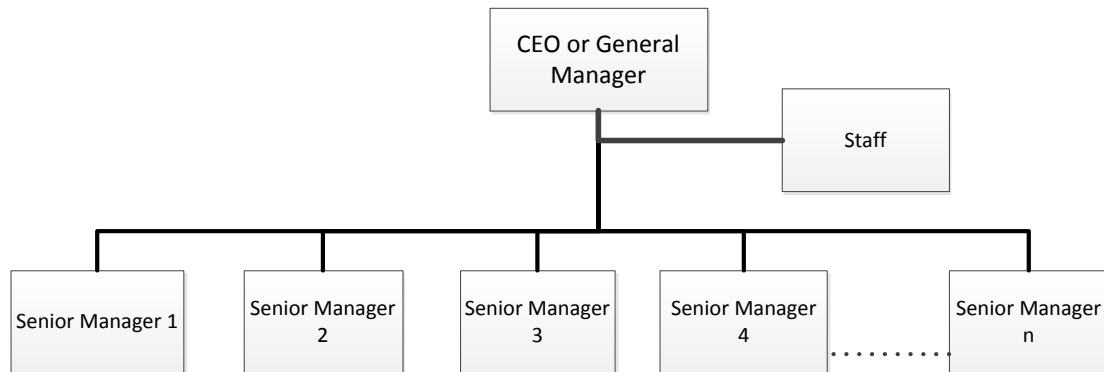 CEO or General
Manager
Staff
Senior Manager 1
Senior Manager
2
Senior Manager
3
Senior Manager
4
Senior Manager
n